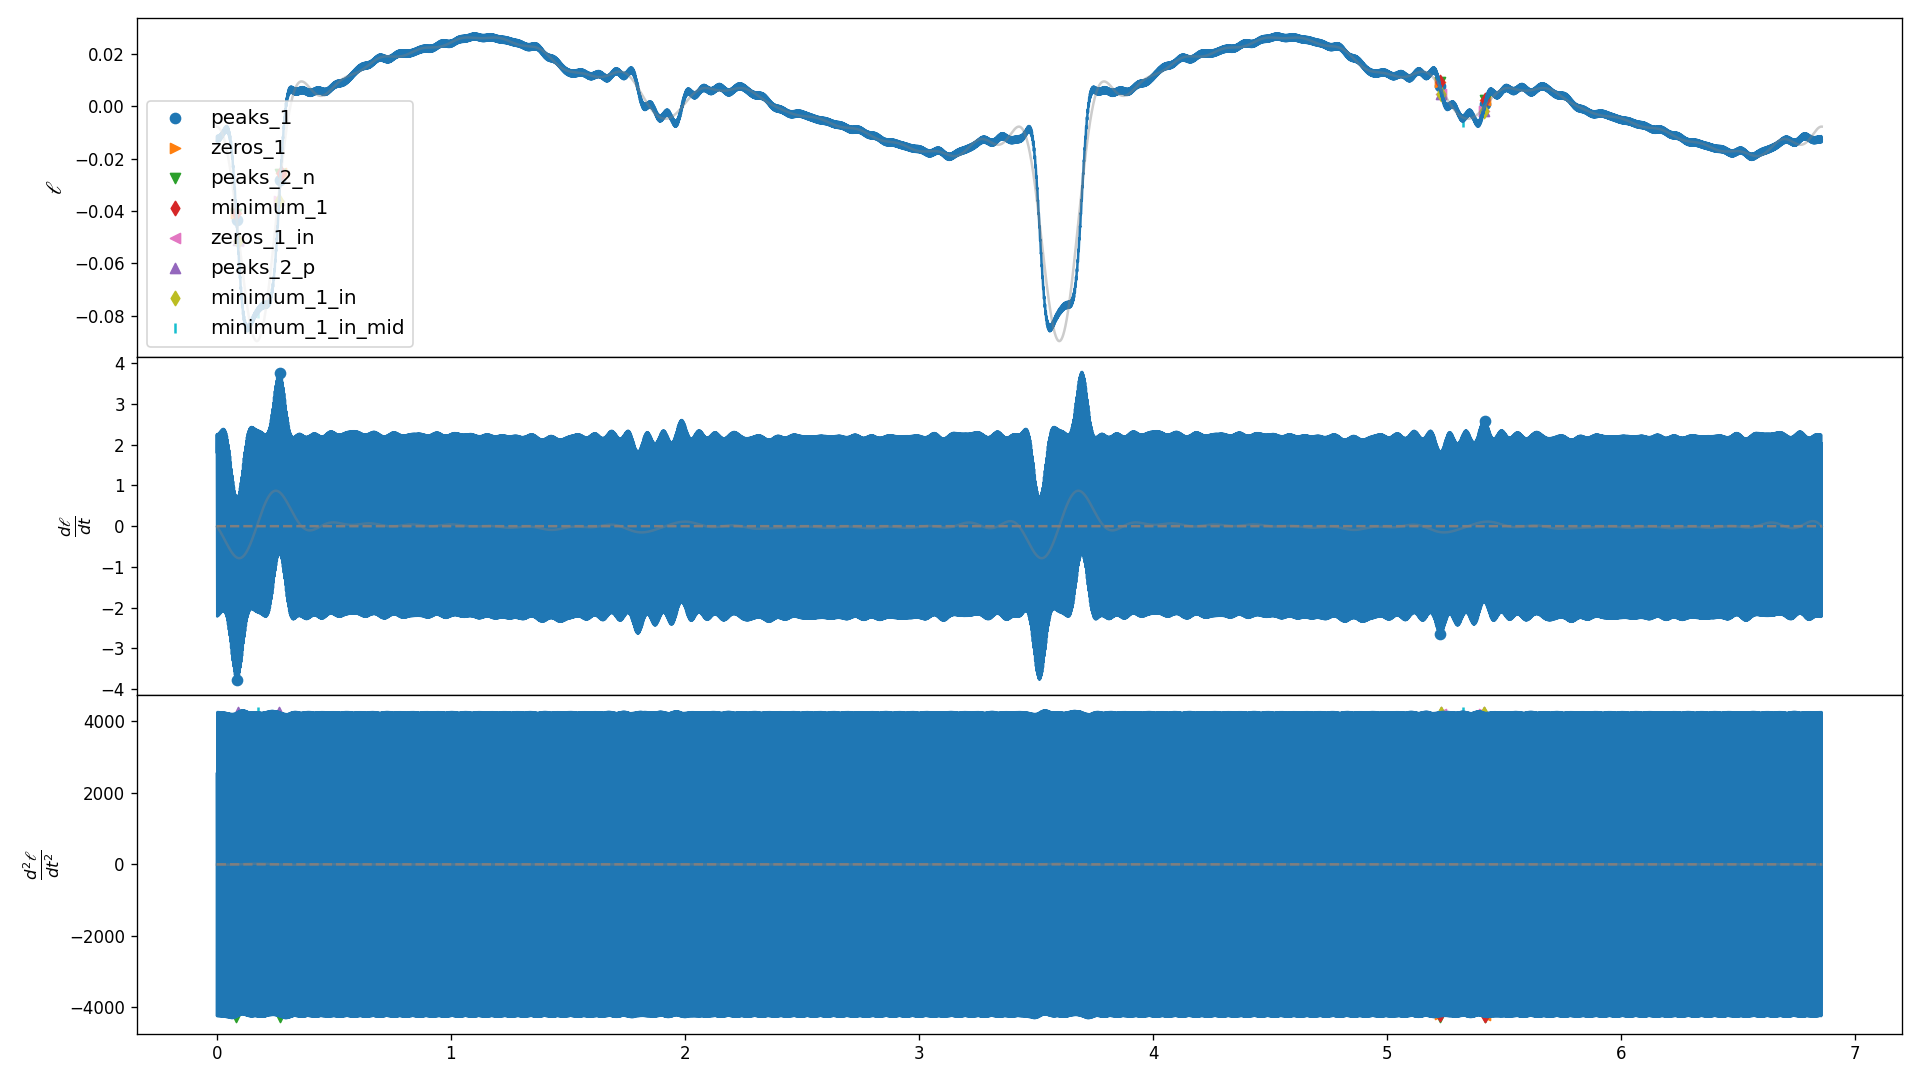 0.02
0.00
−0.02
−0.04
−0.06
−0.08
ℓ
peaks_1
zeros_1
peaks_2_n
minimum_1
zeros_1_in
peaks_2_p
minimum_1_in
minimum_1_in_mid
4
3
2
1
0
−1
−2
−3
−4
dℓ/dt
4000
2000
0
−2000
−4000
d²ℓ/dt²
0 1 2 3 4 5 6 7